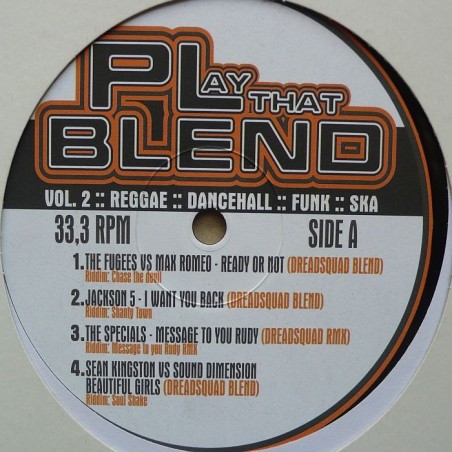 PLAY THAT
BLEND
VOL. 2 :: REGGAE :: DANCEHALL :: FUNK :: SKA
33,3 RPM SIDE A
1. THE FUGEES VS MAX ROMEO - READY OR NOT (DREADSQUAD BLEND)
Riddim: Chase the devil
2. JACKSON 5 - I WANT YOU BACK (DREADSQUAD BLEND)
Riddim: Shanty Town
3. THE SPECIALS - MESSAGE TO YOU RUDY (DREADSQUAD RMX)
Riddim: Message to you Rudy RMX
4. SEAN KINGSTON VS SOUND DIMENSION
BEAUTIFUL GIRLS (DREADSQUAD BLEND)
Riddim: Soul Shake